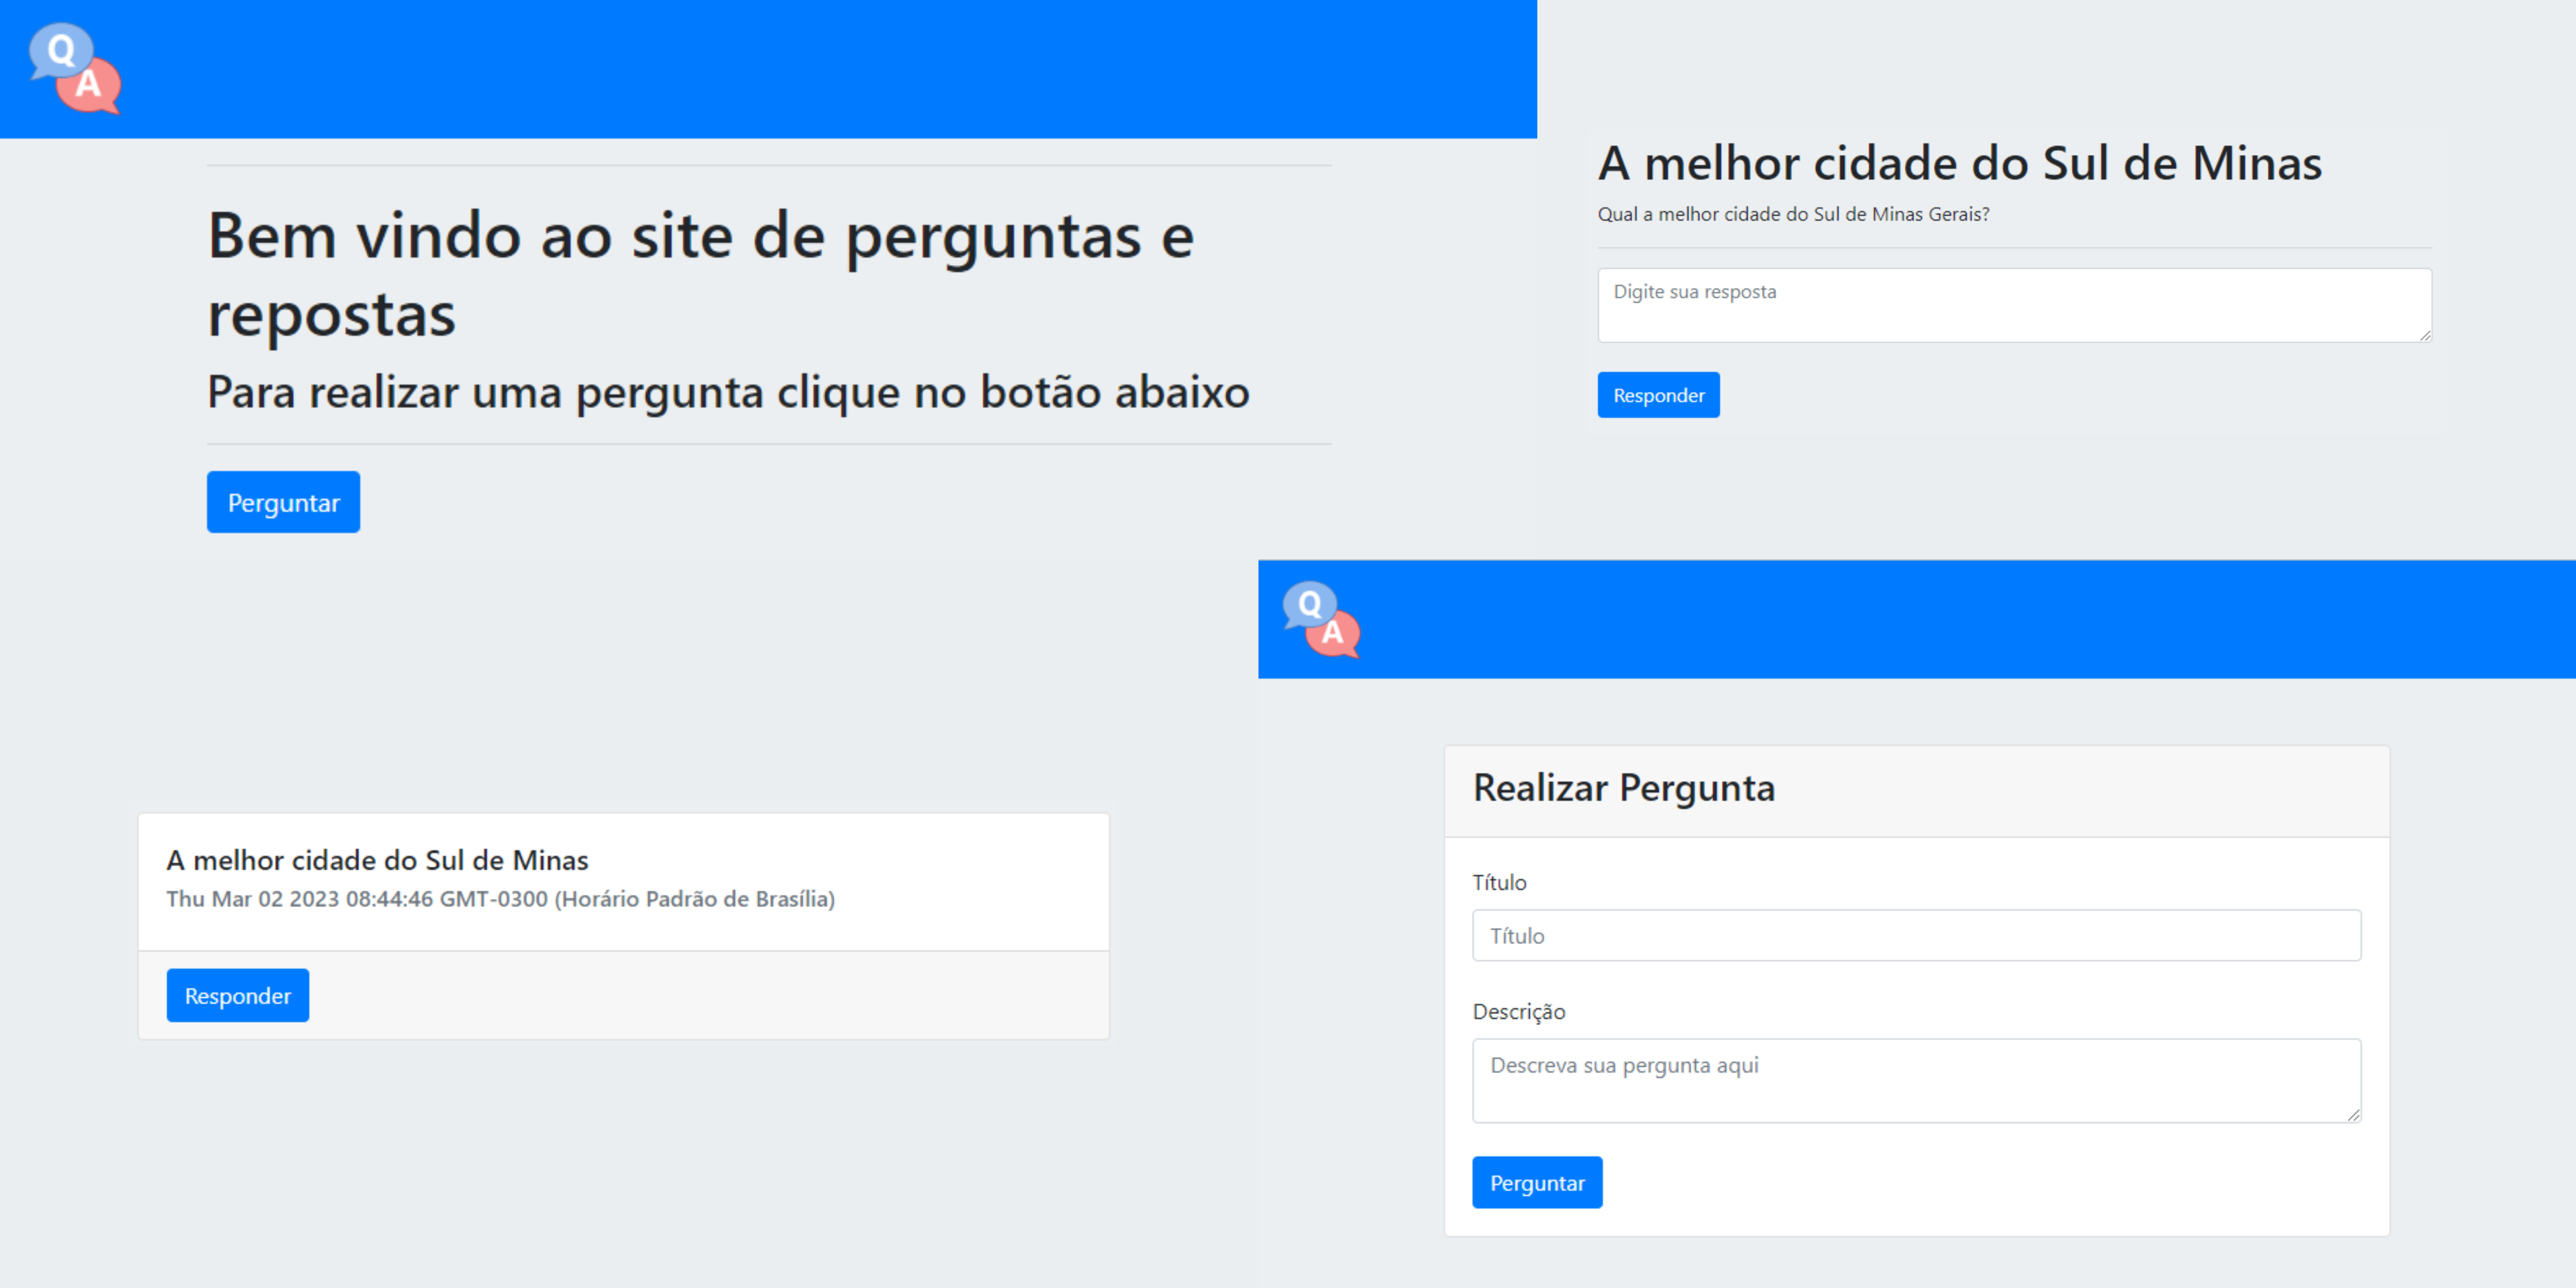 Q
A
Bem vindo ao site de perguntas e
repostas
Para realizar uma pergunta clique no botão abaixo
Perguntar
A melhor cidade do Sul de Minas
Qual a melhor cidade do Sul de Minas Gerais?
Digite sua resposta
Responder
A melhor cidade do Sul de Minas
Thu Mar 02 2023 08:44:46 GMT-0300 (Horário Padrão de Brasília)
Responder
Q
A
Realizar Pergunta
Título
Título
Descrição
Descreva sua pergunta aqui
Perguntar